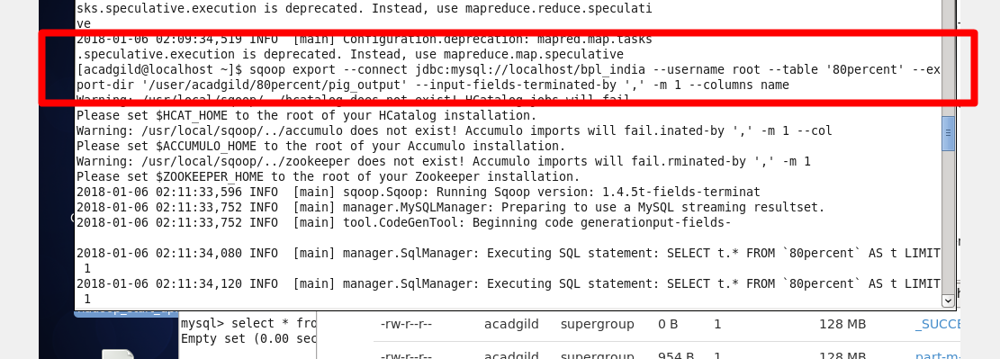 sks.speculative.execution is deprecated. Instead, use mapreduce.reduce.speculati
ve
2018-01-06 02:09:34,519 INFO  [main] Configuration.deprecation: mapred.map.tasks
.speculative.execution is deprecated. Instead, use mapreduce.map.speculative
[acadgild@localhost ~]$ sqoop export --connect jdbc:mysql://localhost/bpl_india --username root --table '80percent' --ex
port-dir '/user/acadgild/80percent/pig_output' --input-fields-terminated-by ',' -m 1 --columns name
Warning: /usr/local/sqoop/../hcatalog does not exist! HCatalog jobs will fail.
Please set $HCAT_HOME to the root of your HCatalog installation.
Warning: /usr/local/sqoop/../accumulo does not exist! Accumulo imports will fail.inated-by ',' -m 1 --col
Please set $ACCUMULO_HOME to the root of your Accumulo installation.
Warning: /usr/local/sqoop/../zookeeper does not exist! Accumulo imports will fail.rminated-by ',' -m 1
Please set $ZOOKEEPER_HOME to the root of your Zookeeper installation.
2018-01-06 02:11:33,596 INFO  [main] sqoop.Sqoop: Running Sqoop version: 1.4.5t-fields-terminat
2018-01-06 02:11:33,752 INFO  [main] manager.MySQLManager: Preparing to use a MySQL streaming resultset.
2018-01-06 02:11:33,752 INFO  [main] tool.CodeGenTool: Beginning code generationput-fields-
2018-01-06 02:11:34,080 INFO  [main] manager.SqlManager: Executing SQL statement: SELECT t.* FROM `80percent` AS t LIMIT
1
2018-01-06 02:11:34,120 INFO  [main] manager.SqlManager: Executing SQL statement: SELECT t.* FROM `80percent` AS t LIMIT
1
mysql> select * fro
Empty set (0.00 sec
-rw-r--r-- acadgild supergroup 0 B 1 128 MB _SUCCE
-rw-r--r-- acadgild supergroup 954 B 1 128 MB part-m-